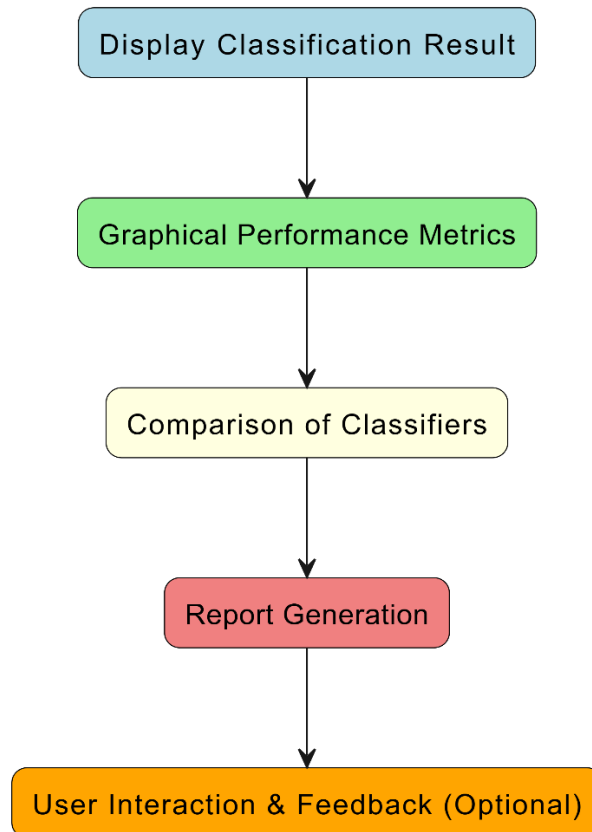 Display Classification Result
Graphical Performance Metrics
Comparison of Classifiers
Report Generation
User Interaction & Feedback (Optional)